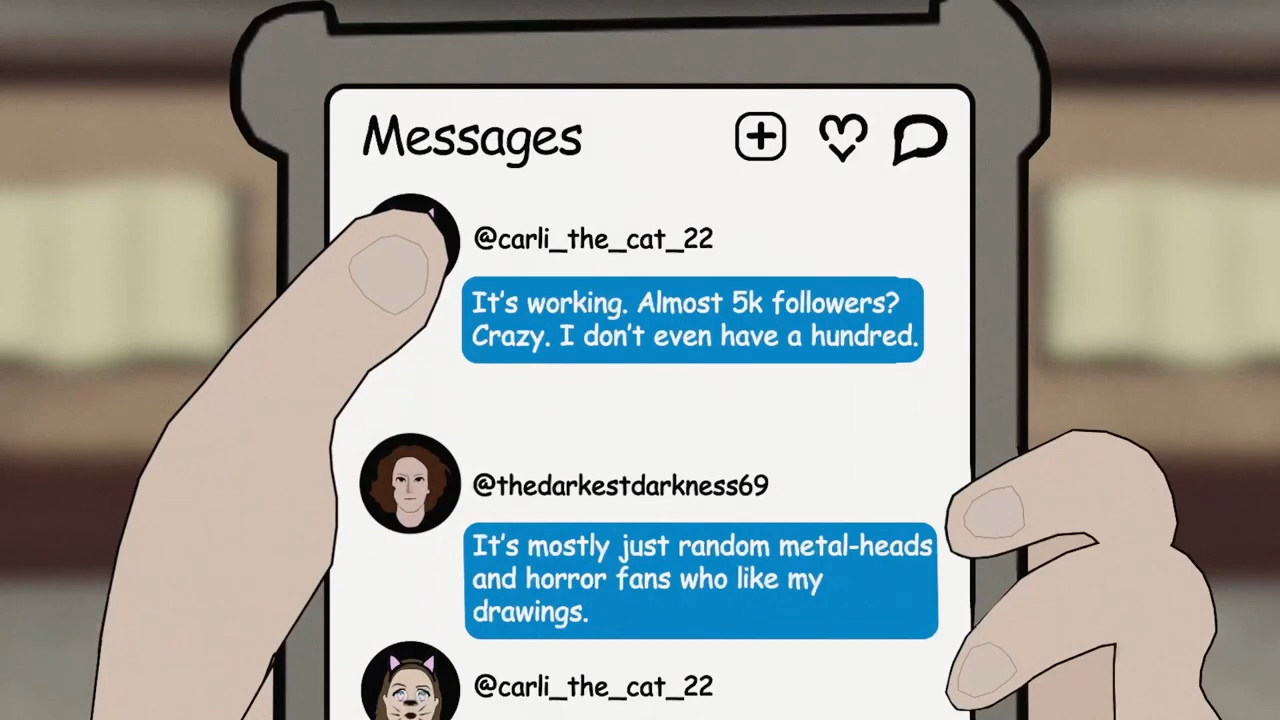 Messages
@carli_the_cat_22
It's working. Almost 5k followers?
Crazy. I don't even have a hundred.
@thedarkestdarkness69
It's mostly just random metal-heads
and horror fans who like my
drawings.
@carli_the_cat_22